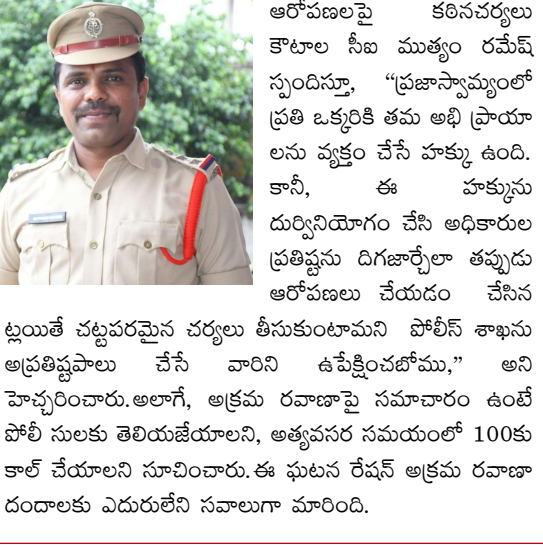 ఆరోపణలపై కఠినచర్యలు
కౌటాల సీఐ ముత్యం రమేష్
స్పందిస్తూ, “ప్రజాస్వామ్యంలో
ప్రతి ఒక్కరికి తమ అభి ప్రాయా
లను వ్యక్తం చేసే హక్కు ఉంది.
కానీ, ఈ హక్కును
దుర్వినియోగం చేసి అధికారుల
ప్రతిష్టను దిగజార్చేలా తప్పుడు
ఆరోపణలు చేయడం చేసిన
ట్లయితే చట్టపరమైన చర్యలు తీసుకుంటామని పోలీస్ శాఖను
అప్రతిష్టపాలు చేసే వారిని ఉపేక్షించబోము,” అని
హెచ్చరించారు.అలాగే, అక్రమ రవాణాపై సమాచారం ఉంటే
పోలీ సులకు తెలియజేయాలని, అత్యవసర సమయంలో 100కు
కాల్ చేయాలని సూచించారు.ఈ ఘటన రేషన్ అక్రమ రవాణా
దందాలకు ఎదురులేని సవాలుగా మారింది.